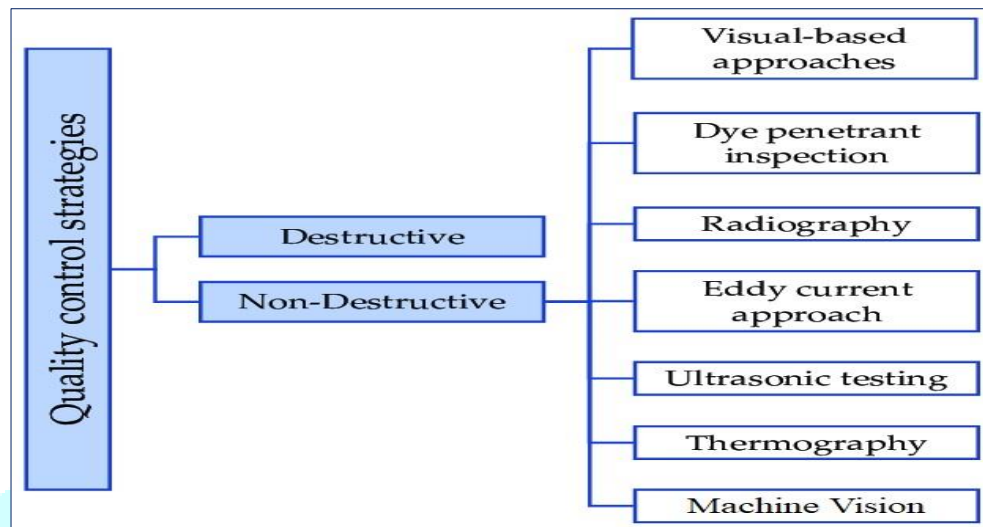 Quality control strategies
Destructive
Non-Destructive
Visual-based
approaches
Dye penetrant
inspection
Radiography
Eddy current
approach
Ultrasonic testing
Thermography
Machine Vision